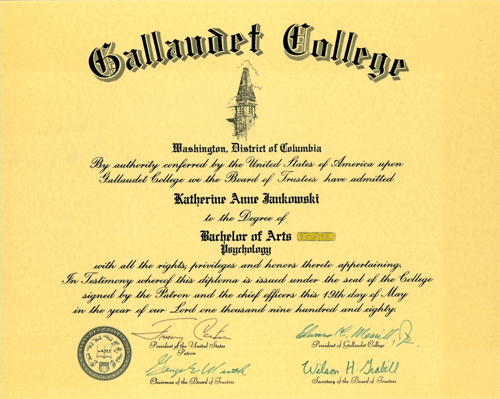 Gallaudet College
Washington, District of Columbia
By authority conferred by the United States of America upon
Gallaudet College we the Board of Trustees have admitted
Katherine Anne Jankowski
to the Degree of
Bachelor of Arts
Psychology
with all the rights, privileges and honors thereto appertaining.
In Testimony whereof this diploma is issued under the seal of the College
signed by the Patron and the chief officers this 19th day of May
in the year of our Lord one thousand nine hundred and eighty.
Jimmy Carter
President of the United States
Patron
Edward C. Merrill, Jr.
President of Gallaudet College
Chairman of the Board of Trustees
Wilson H. Grabill
Secretary of the Board of Trustees